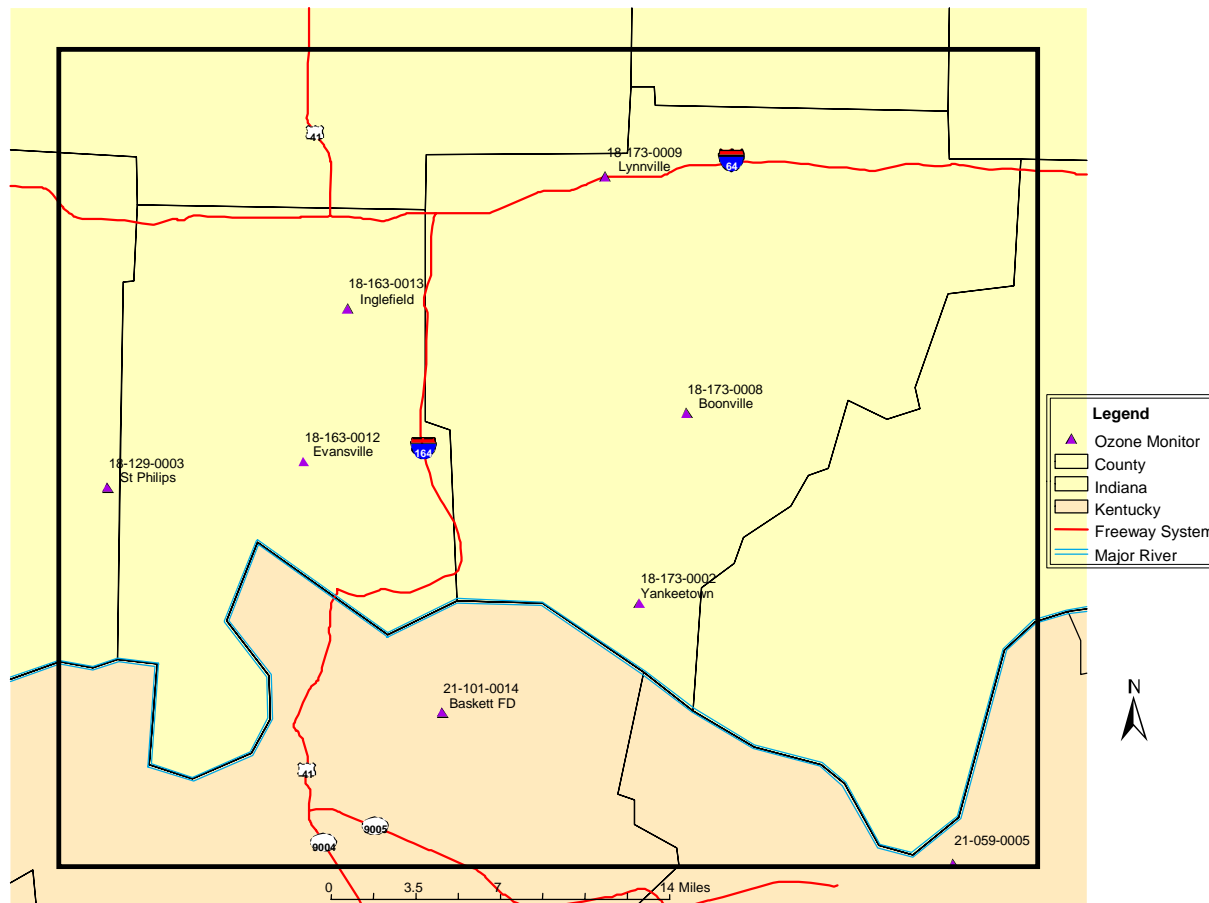 41
18-173-0009
Lynnville
64
18-163-0013
Inglefield
18-173-0008
Boonville
18-163-0012
Evansville
164
18-129-0003
St Philips
18-173-0002
Yankeetown
21-101-0014
Baskett FD
41
9005
9004
21-059-0005
0 3.5 7 14 Miles
Legend
Ozone Monitor
County
Indiana
Kentucky
Freeway System
Major River
N